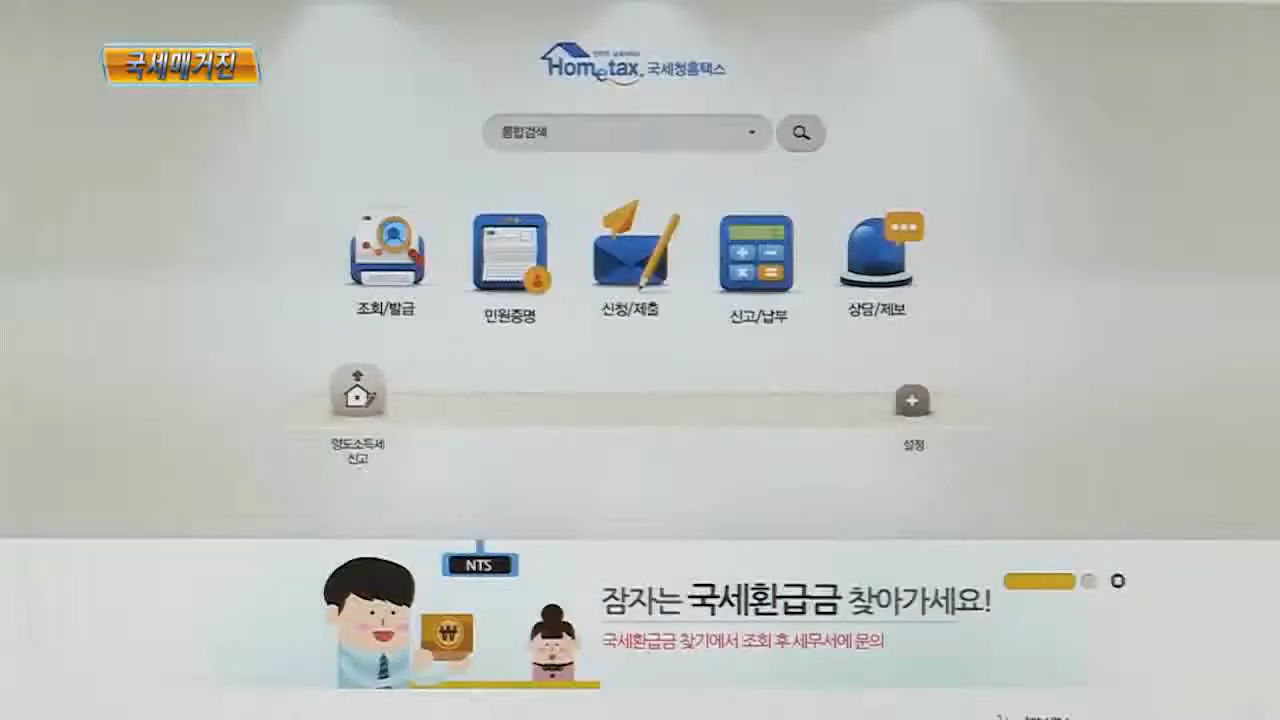 국세매거진
Hometax. 국세청홈택스
통합검색
조회/발급
민원증명
신청/제출
신고/납부
상담/제보
양도소득세
신고
설정
NTS
잠자는 국세환급금 찾아가세요!
국세환급금 찾기에서 조회 후 세무서에 문의